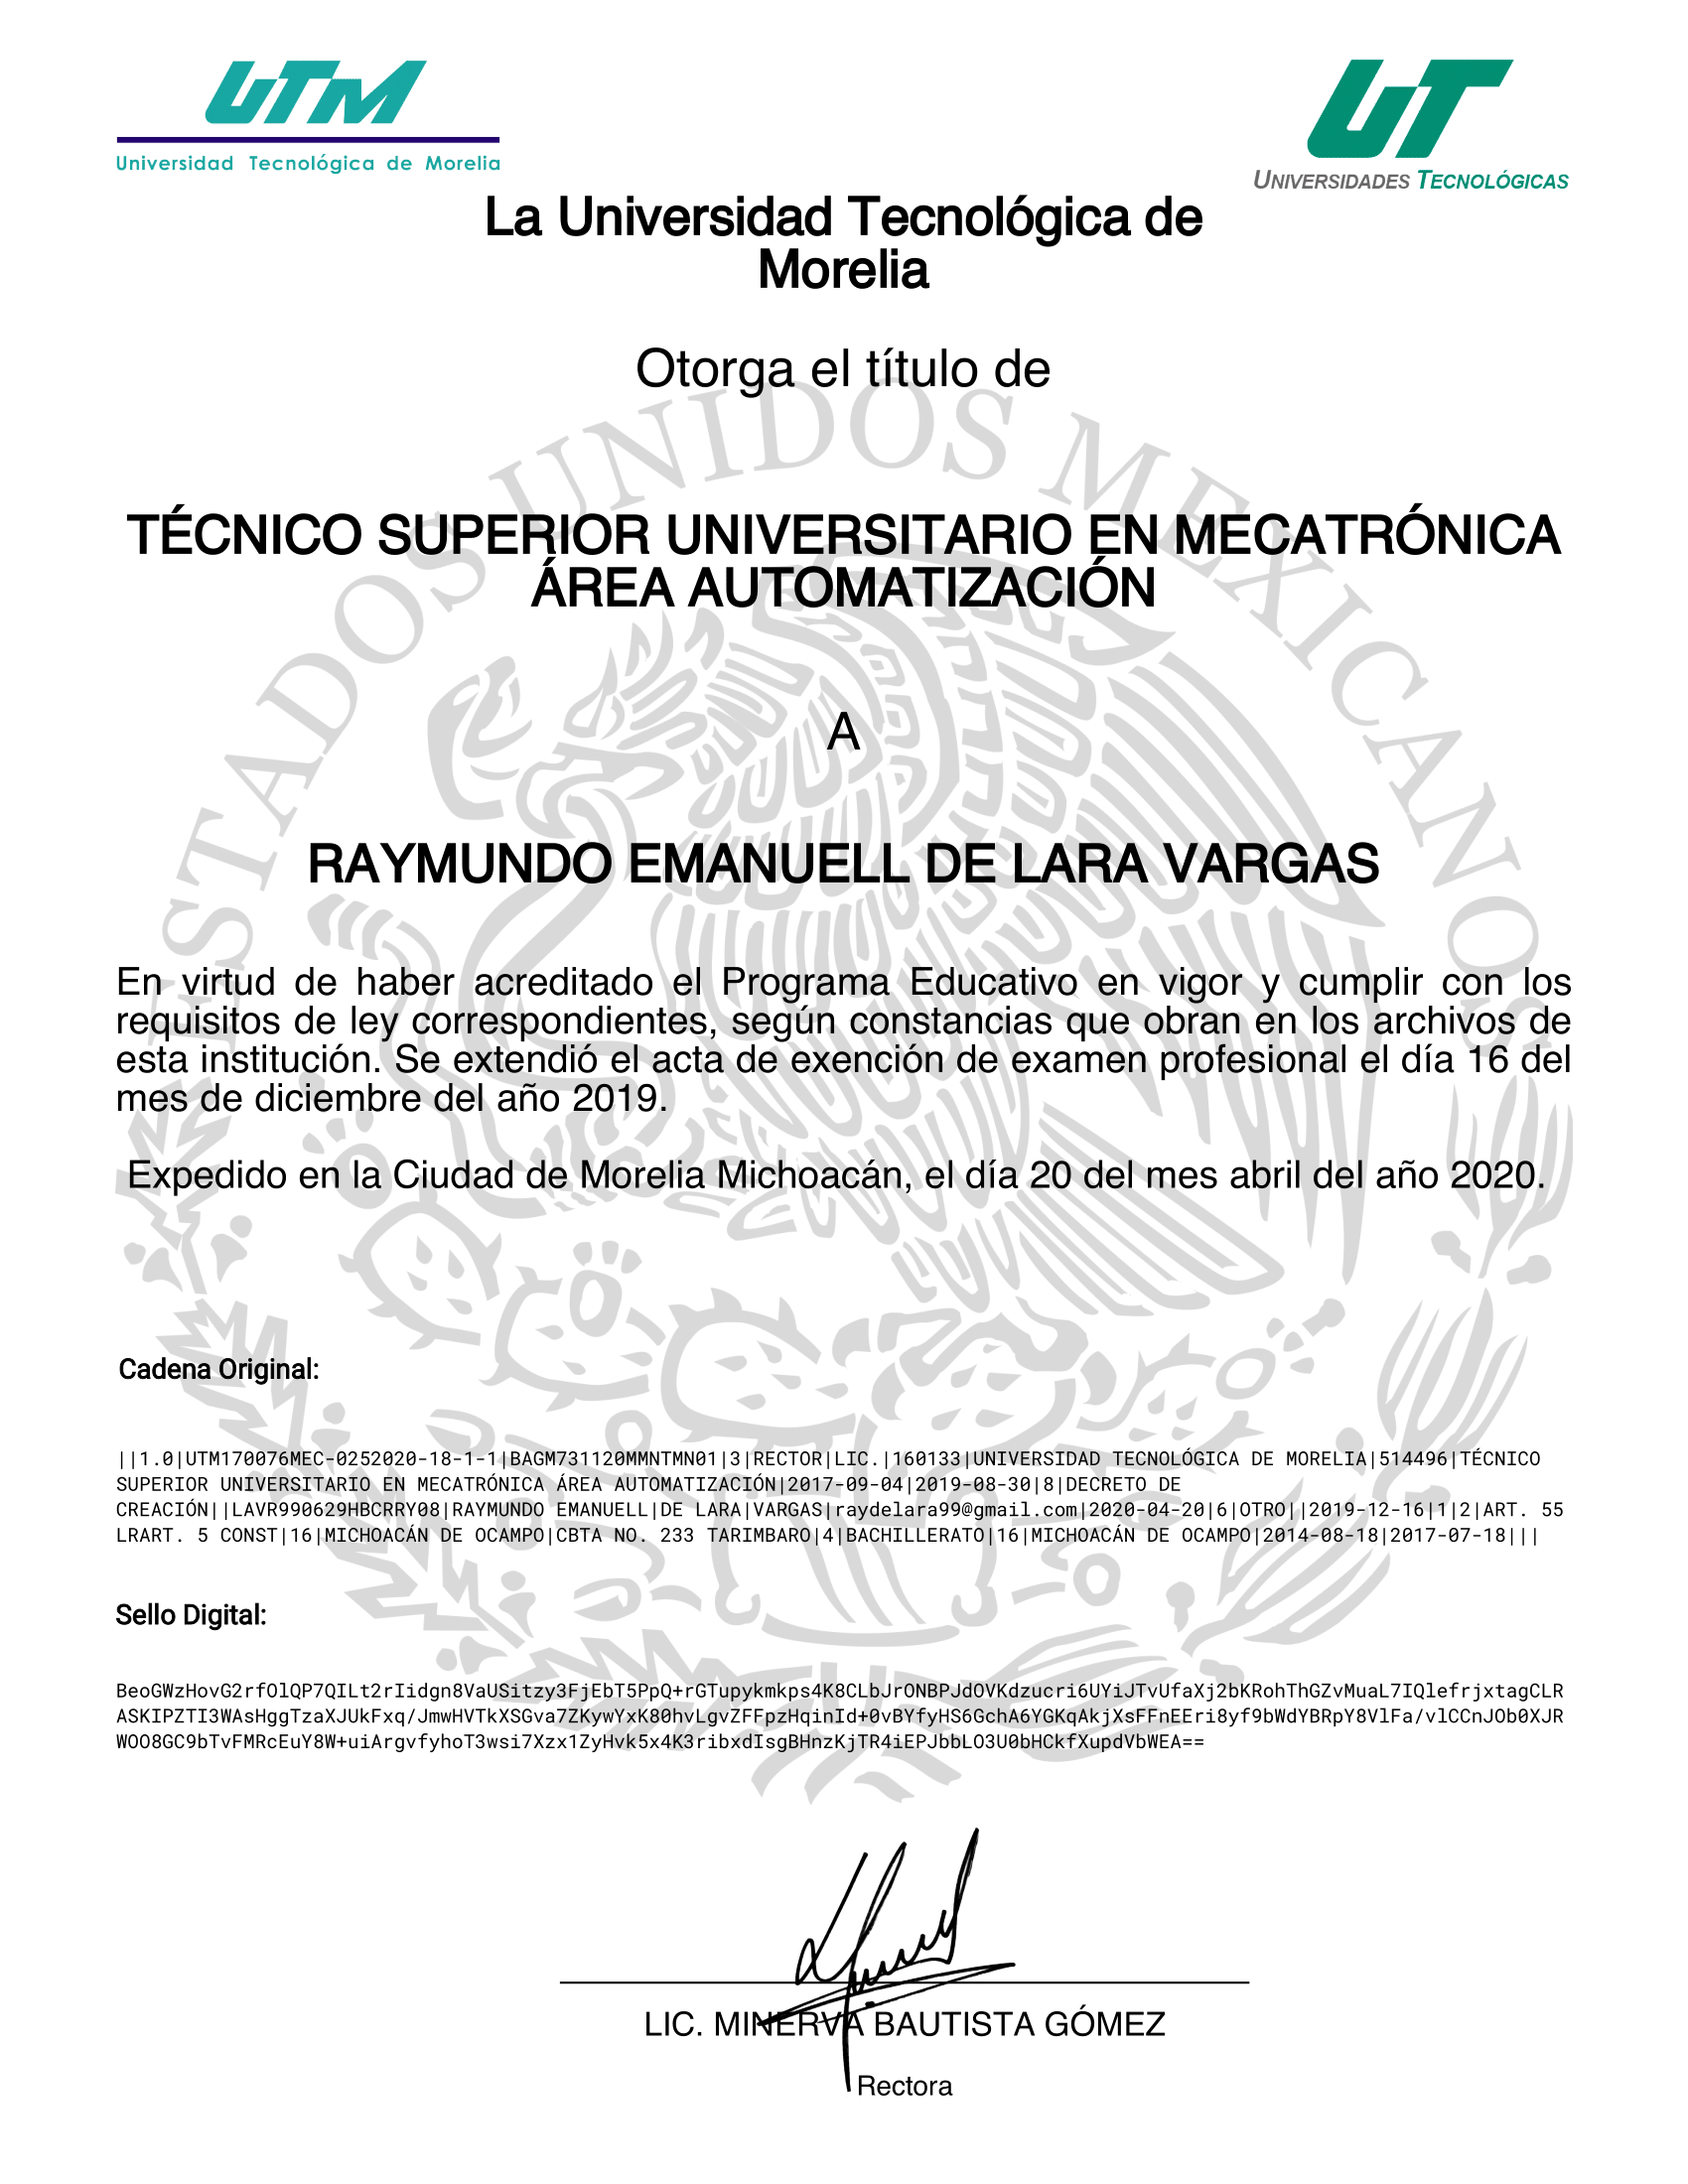 UTM
Universidad Tecnológica de Morelia
UT
UNIVERSIDADES TECNOLÓGICAS
La Universidad Tecnológica de
Morelia
Otorga el título de
ESTADOS UNIDOS MEXICANOS
TÉCNICO SUPERIOR UNIVERSITARIO EN MECATRÓNICA
ÁREA AUTOMATIZACIÓN
A
RAYMUNDO EMANUELL DE LARA VARGAS
En virtud de haber acreditado el Programa Educativo en vigor y cumplir con los
requisitos de ley correspondientes, según constancias que obran en los archivos de
esta institución. Se extendió el acta de exención de examen profesional el día 16 del
mes de diciembre del año 2019.
Expedido en la Ciudad de Morelia Michoacán, el día 20 del mes abril del año 2020.
Cadena Original:
||1.0|UTM170076MEC-0252020-18-1-1|BAGM731120MMNTMN01|3|RECTOR|LIC.|160133|UNIVERSIDAD TECNOLÓGICA DE MORELIA|514496|TÉCNICO
SUPERIOR UNIVERSITARIO EN MECATRÓNICA ÁREA AUTOMATIZACIÓN|2017-09-04|2019-08-30|8|DECRETO DE
CREACIÓN||LAVR990629HBCRRY08|RAYMUNDO EMANUELL|DE LARA|VARGAS|raydelara99@gmail.com|2020-04-20|6|OTRO||2019-12-16|1|2|ART. 55
LRART. 5 CONST|16|MICHOACÁN DE OCAMPO|CBTA NO. 233 TARIMBARO|4|BACHILLERATO|16|MICHOACÁN DE OCAMPO|2014-08-18|2017-07-18|||
Sello Digital:
BeoGWzHovG2rfOlQP7QILt2rIidgn8VaUSitzy3FjEbT5PpQ+rGTupykmkps4K8CLbJrONBPJdOVKdzucri6UYiJTvUfaXj2bKRohThGZvMuaL7IQlefrjxtagCLR
ASKIPZTI3WAsHggTzaXJUkFxq/JmwHVTkXSGva7ZKywYxK80hvLgvZFFpzHqinId+0vBYfyHS6GchA6YGKqAkjXsFFnEEri8yf9bWdYBRpY8VlFa/vlCCnJOb0XJR
WOO8GC9bTvFMRcEuY8W+uiArgvfyhoT3wsi7Xzx1ZyHvk5x4K3ribxdIsgBHnzKjTR4iEPJbbLO3U0bHCkfXupdVbWEA==
LIC. MINERVA BAUTISTA GÓMEZ
Rectora